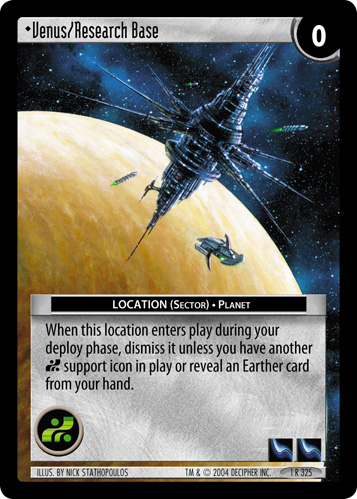 •Venus/Research Base
0
LOCATION (SECTOR) • PLANET
When this location enters play during your
deploy phase, dismiss it unless you have another
support icon in play or reveal an Earther card
from your hand.
ILLUS. BY NICK STATHOPOULOS
TM & © 2004 DECIPHER INC.
1 R 325